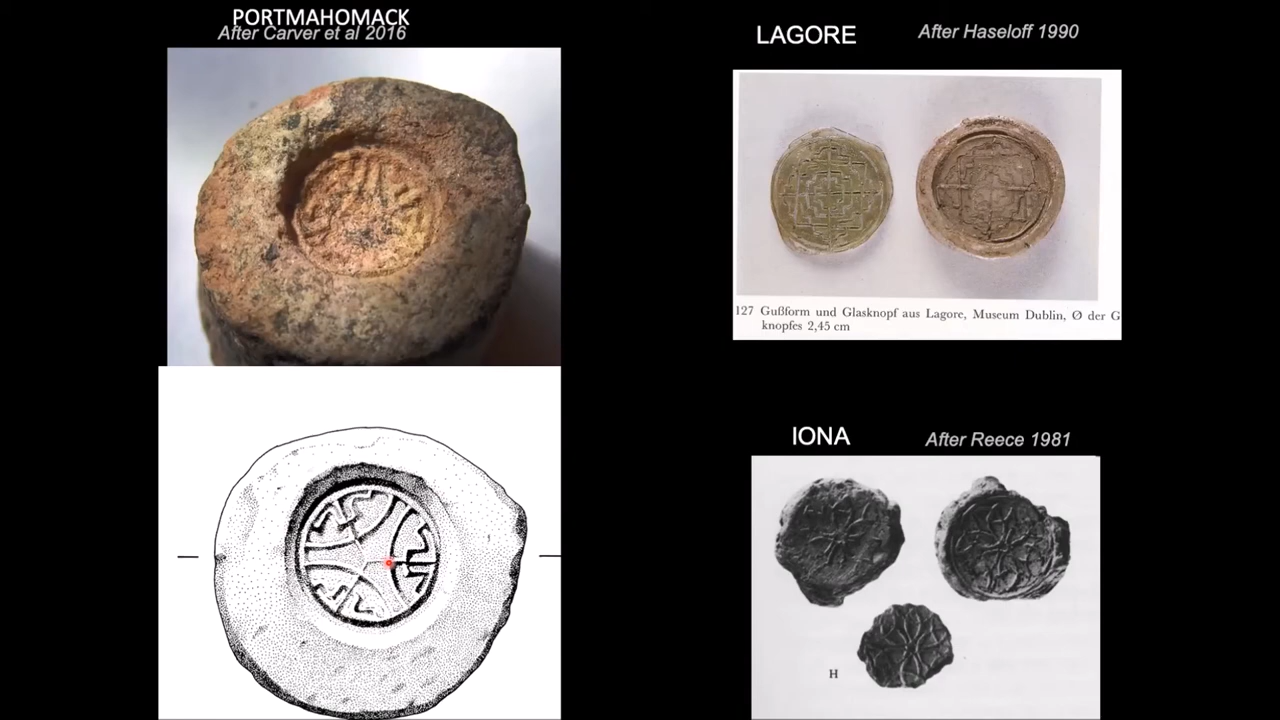 PORTMAHOMACK
After Carver et al 2016
LAGORE
After Haseloff 1990
127 Gußform und Glasknopf aus Lagore, Museum Dublin, Ø der G
knopfes 2,45 cm
IONA
After Reece 1981
H